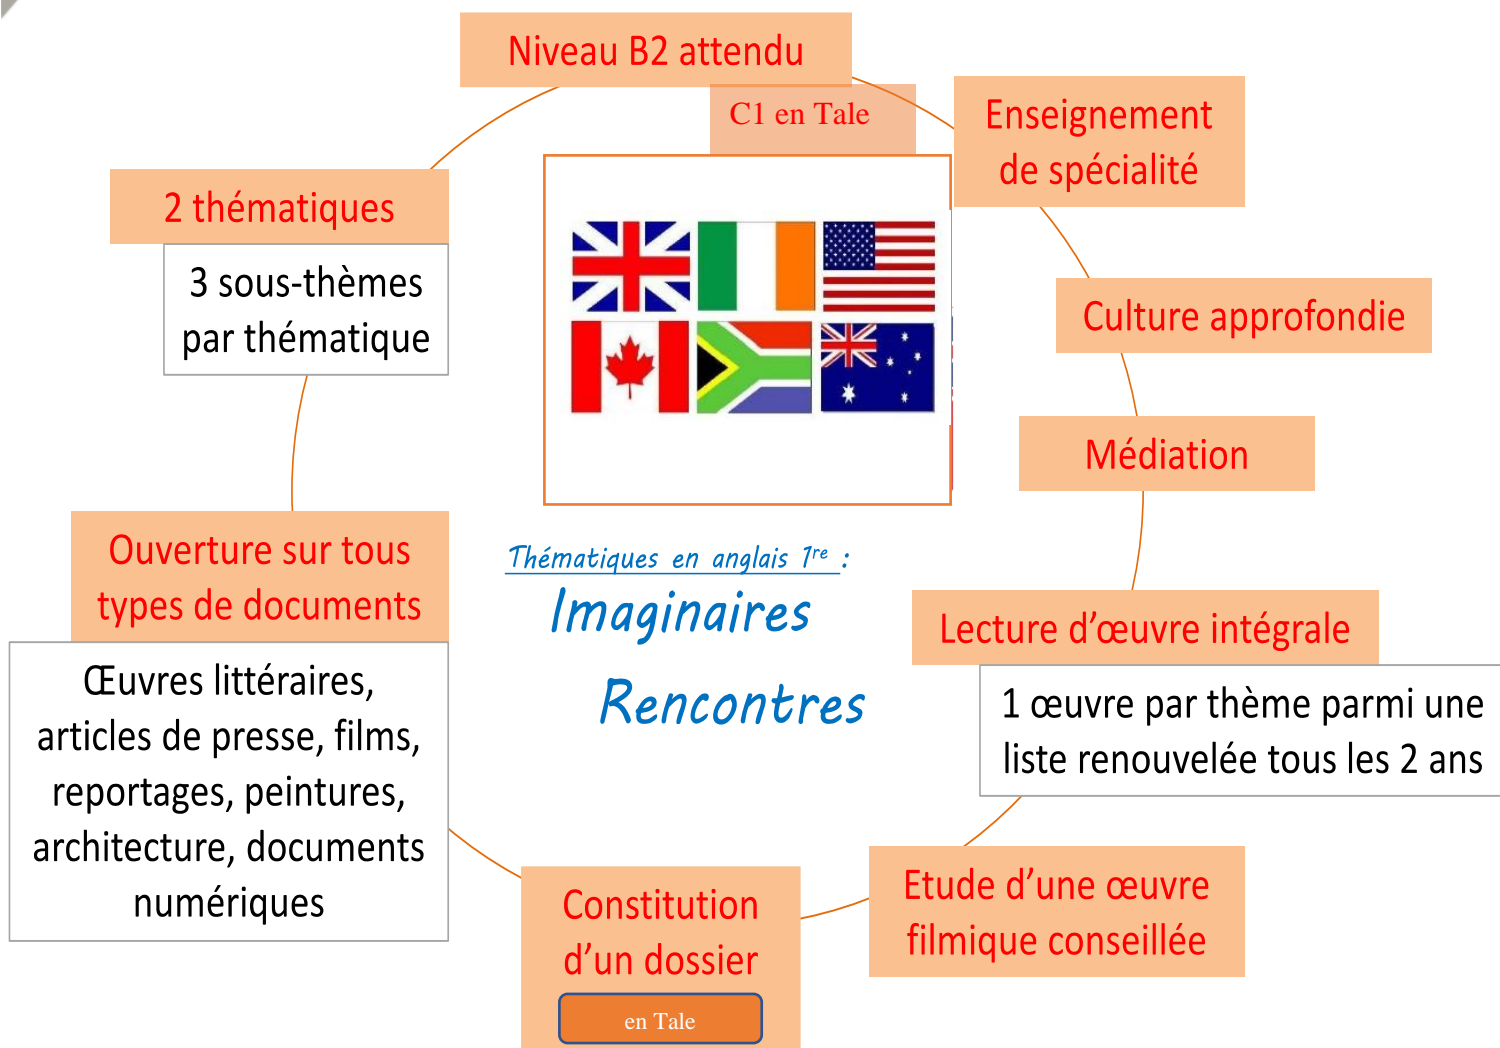 Niveau B2 attendu
C1 en Tale
Enseignement
de spécialité
2 thématiques
3 sous-thèmes
par thématique
Culture approfondie
Médiation
Ouverture sur tous
types de documents
Œuvres littéraires,
articles de presse, films,
reportages, peintures,
architecture, documents
numériques
Thématiques en anglais 1re :
Imaginaires
Rencontres
Lecture d’œuvre intégrale
1 œuvre par thème parmi une
liste renouvelée tous les 2 ans
Etude d’une œuvre
filmique conseillée
Constitution
d’un dossier
en Tale